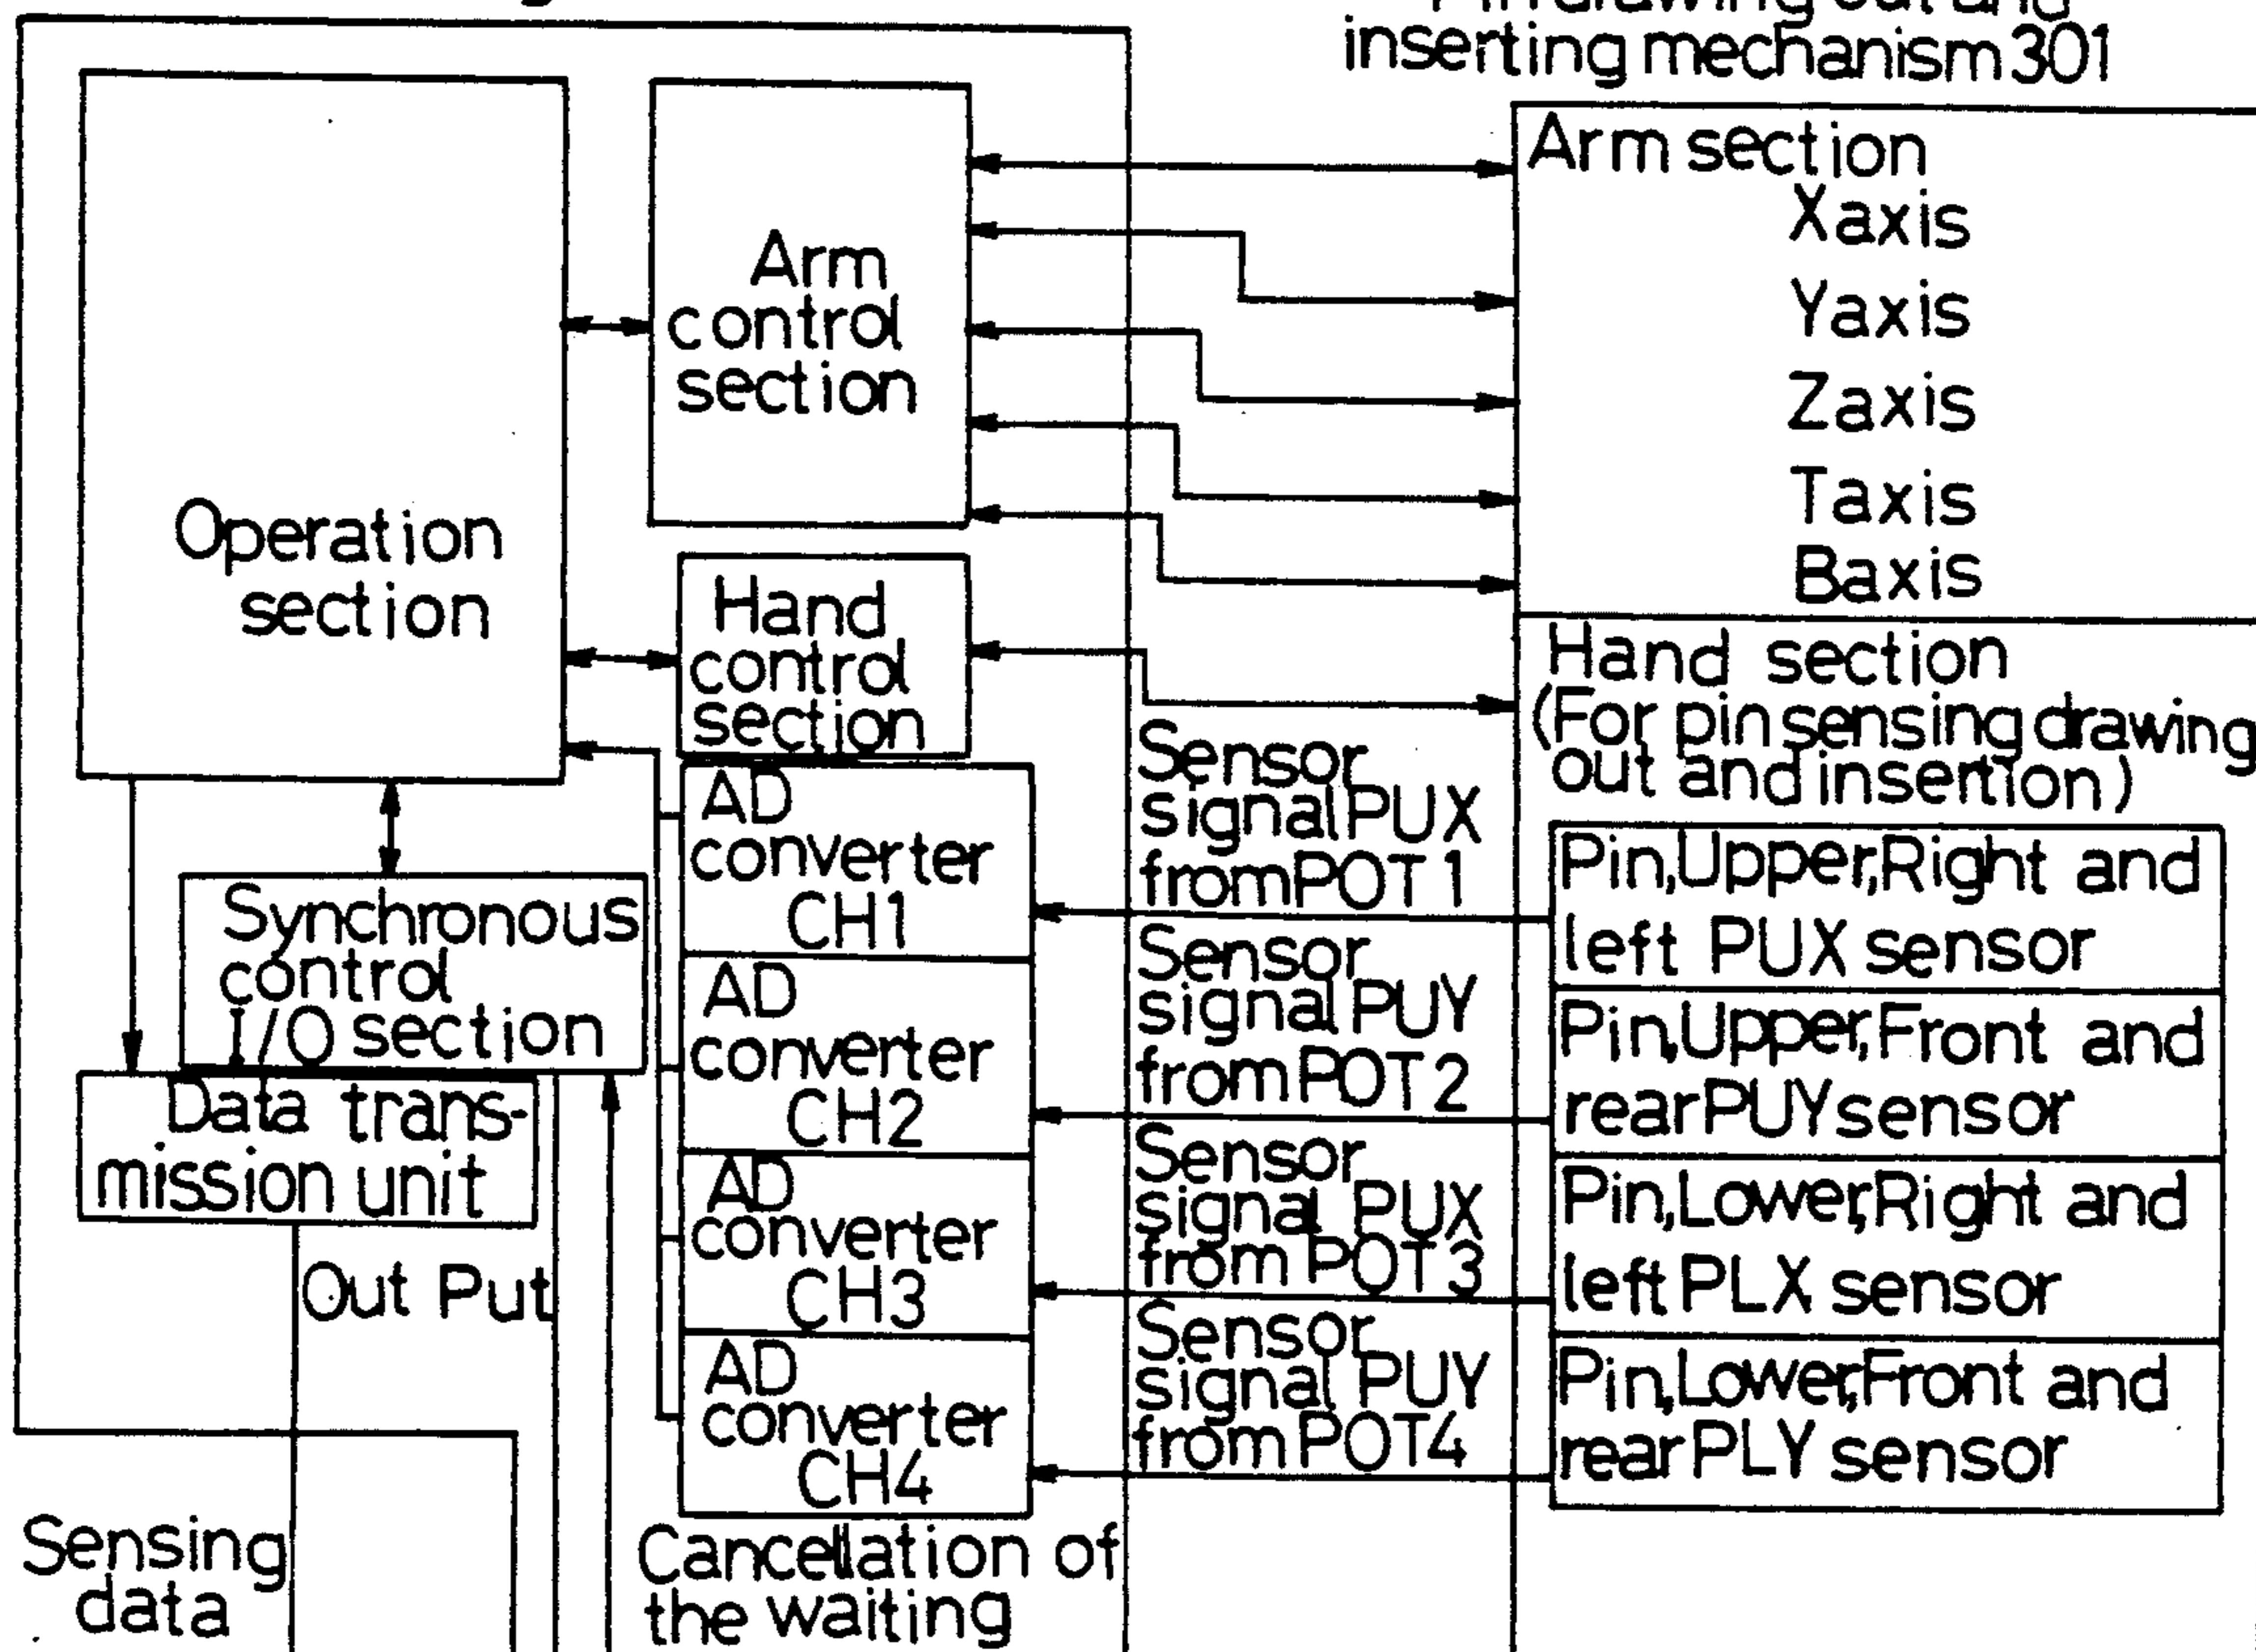 inserting mechanism 301
Arm section
X axis
Y axis
Z axis
T axis
B axis
Arm
control
section
Operation
section
Hand
control
section
Hand section
(For pin sensing drawing
out and insertion)
AD
converter
CH1
AD
converter
CH2
AD
converter
CH3
AD
converter
CH4
Sensor
signal PUX
from POT 1
Sensor
signal PUY
from POT 2
Sensor
signal PUX
from POT 3
Sensor
signal PUY
from POT4
Pin, Upper, Right and
left PUX sensor
Pin, Upper, Front and
rear PUY sensor
Pin, Lower, Right and
left PLX sensor
Pin, Lower, Front and
rear PLY sensor
Synchronous
control
I/O section
Data trans-
mission unit
Out Put
Sensing
data
Cancellation of
the waiting